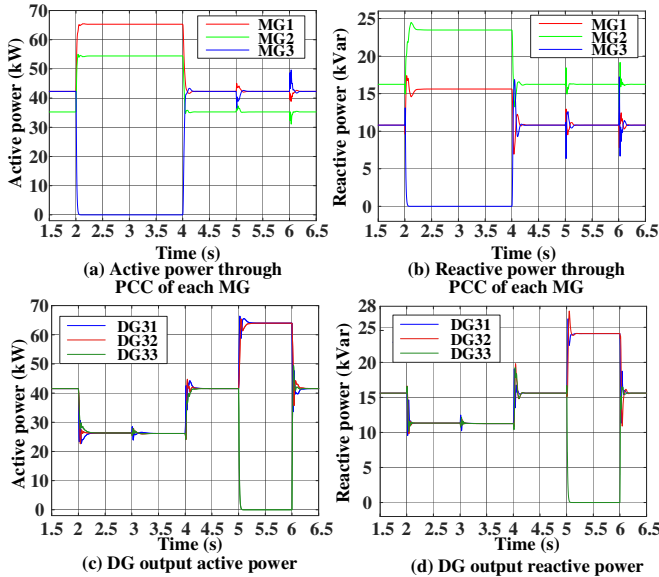 70
60
50
40
30
20
10
0
Active power (kW)
MG1
MG2
MG3
1.5 2 2.5 3 3.5 4 4.5 5 5.5 6 6.5
Time (s)
(a) Active power through
PCC of each MG
25
20
15
10
5
0
Reactive power (kVar)
MG1
MG2
MG3
1.5 2 2.5 3 3.5 4 4.5 5 5.5 6 6.5
Time (s)
(b) Reactive power through
PCC of each MG
70
60
50
40
30
20
10
0
Active power (kW)
DG31
DG32
DG33
1.5 2 2.5 3 3.5 4 4.5 5 5.5 6 6.5
Time (s)
(c) DG output active power
28
25
20
15
10
5
0
Reactive power (kVar)
DG31
DG32
DG33
1.5 2 2.5 3 3.5 4 4.5 5 5.5 6 6.5
Time (s)
(d) DG output reactive power